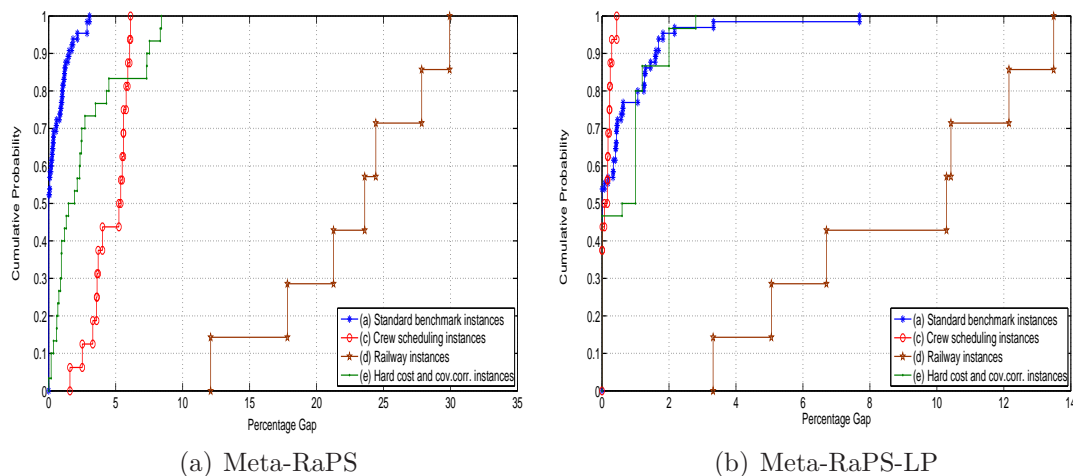 1
0.9
0.8
0.7
0.6
0.5
0.4
0.3
0.2
0.1
0
Cumulative Probability
0 5 10 15 20 25 30 35
Percentage Gap
(a) Standard benchmark instances
(c) Crew scheduling instances
(d) Railway instances
(e) Hard cost and cov.corr. instances
(a) Meta-RaPS
1
0.9
0.8
0.7
0.6
0.5
0.4
0.3
0.2
0.1
0
Cumulative Probability
0 2 4 6 8 10 12 14
Percentage Gap
(a) Standard benchmark instances
(c) Crew scheduling instances
(d) Railway instances
(e) Hard cost and cov.corr. instances
(b) Meta-RaPS-LP